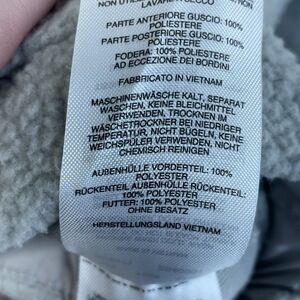 LAVARE A SECCO
PARTE ANTERIORE GUSCIO: 100%
POLIESTERE
PARTE POSTERIORE GUSCIO: 100%
POLIESTERE
FODERA: 100% POLIESTERE
AD ECCEZIONE DEI BORDINI
FABBRICATO IN VIETNAM
MASCHINENWÄSCHE KALT, SEPARAT
WASCHEN, KEINE BLEICHMITTEL
VERWENDEN, TROCKNEN IM
WÄSCHETROCKNER BEI NIEDRIGER
TEMPERATUR, NICHT BÜGELN, KEINE
WEICHSPÜLER VERWENDEN, NICHT
CHEMISCH REINIGEN
AUßENHÜLLE VORDERTEIL: 100%
POLYESTER
RÜCKENTEIL AUßENHÜLLE RÜCKENTEIL:
100% POLYESTER
FUTTER: 100% POLYESTER
OHNE BESATZ
HERSTELLUNGSLAND VIETNAM